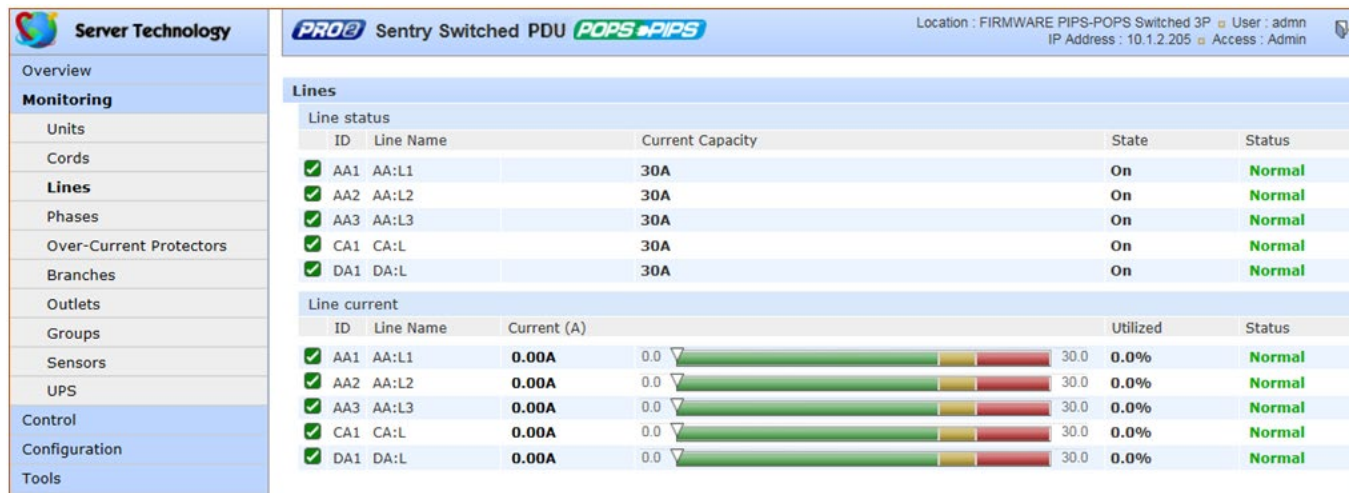 Server Technology
PRO2 Sentry Switched PDU POPS PIPS
Location : FIRMWARE PIPS-POPS Switched 3P User : admn
IP Address : 10.1.2.205 Access : Admin
Overview
Monitoring
Units
Cords
Lines
Phases
Over-Current Protectors
Branches
Outlets
Groups
Sensors
UPS
Control
Configuration
Tools
Lines
Line status
ID Line Name Current Capacity State Status
AA1 AA:L1 30A On Normal
AA2 AA:L2 30A On Normal
AA3 AA:L3 30A On Normal
CA1 CA:L 30A On Normal
DA1 DA:L 30A On Normal
Line current
ID Line Name Current (A) Utilized Status
AA1 AA:L1 0.00A 0.0 30.0 0.0% Normal
AA2 AA:L2 0.00A 0.0 30.0 0.0% Normal
AA3 AA:L3 0.00A 0.0 30.0 0.0% Normal
CA1 CA:L 0.00A 0.0 30.0 0.0% Normal
DA1 DA:L 0.00A 0.0 30.0 0.0% Normal